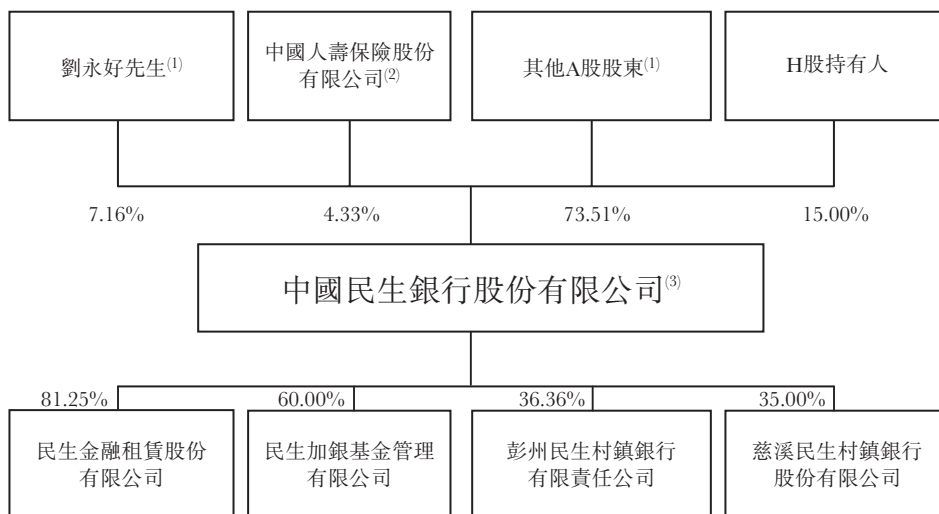 劉永好先生(1)
中國人壽保險股份
有限公司(2)
其他A股股東(1)
H股持有人
7.16%
4.33%
73.51%
15.00%
中國民生銀行股份有限公司(3)
81.25%
60.00%
36.36%
35.00%
民生金融租賃股份
有限公司
民生加銀基金管理
有限公司
彭州民生村鎮銀行
有限責任公司
慈溪民生村鎮銀行
股份有限公司